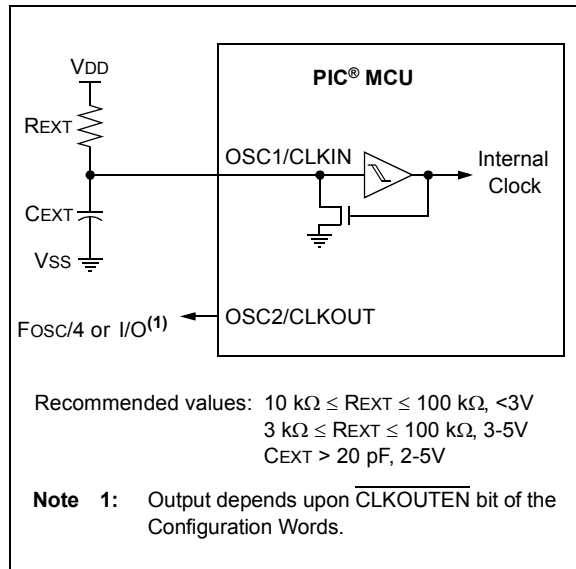 VDD
PIC® MCU
REXT
OSC1/CLKIN
Internal
Clock
CEXT
VSS
OSC2/CLKOUT
FOSC/4 or I/O(1)
Recommended values: 10 kΩ ≤ REXT ≤ 100 kΩ, <3V
3 kΩ ≤ REXT ≤ 100 kΩ, 3-5V
CEXT > 20 pF, 2-5V
Note 1: Output depends upon CLKOUTEN bit of the
Configuration Words.